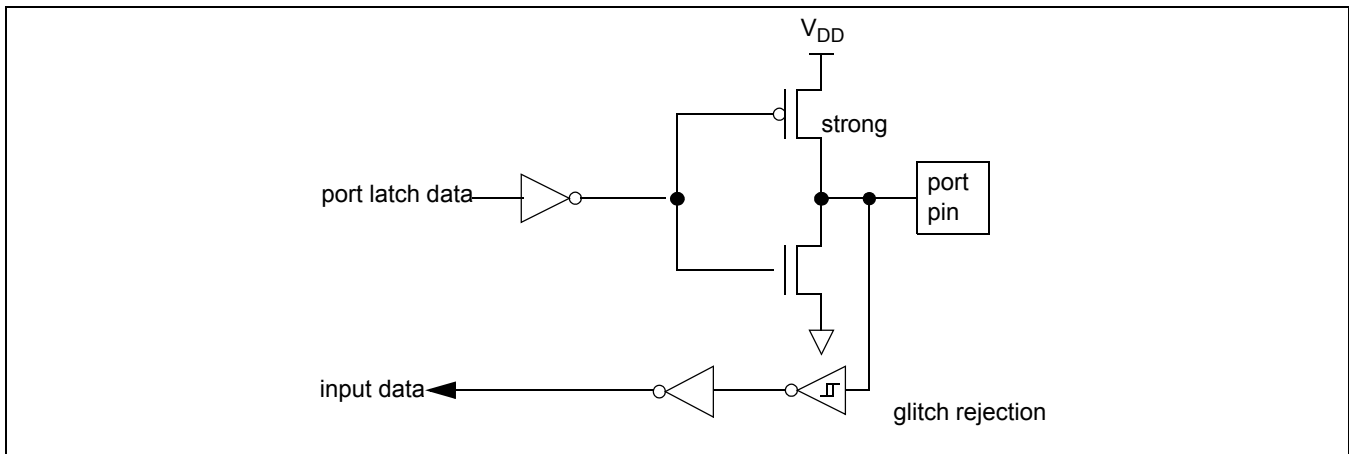 VDD
strong
port latch data
port
pin
input data
glitch rejection